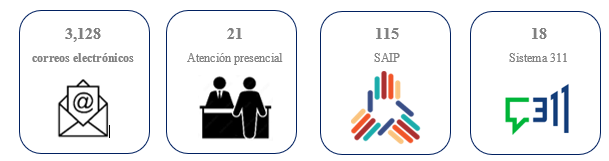 3,128
correos electrónicos
@
21
Atención presencial
115
SAIP
18
Sistema 311
311